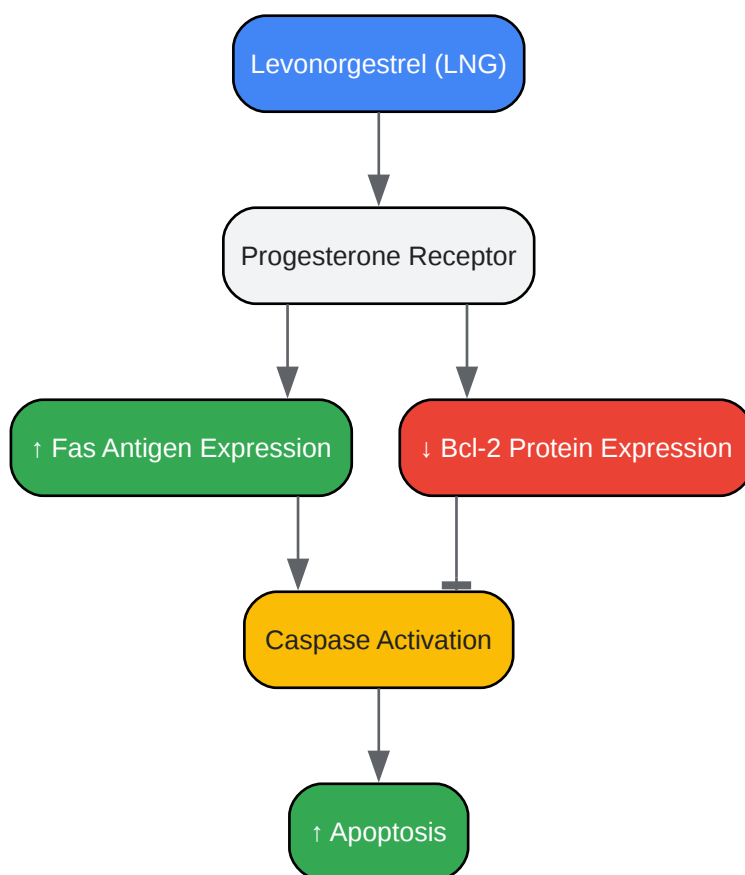 Levonorgestrel (LNG)
Progesterone Receptor
↑ Fas Antigen Expression
↓ Bcl-2 Protein Expression
Caspase Activation
↑ Apoptosis